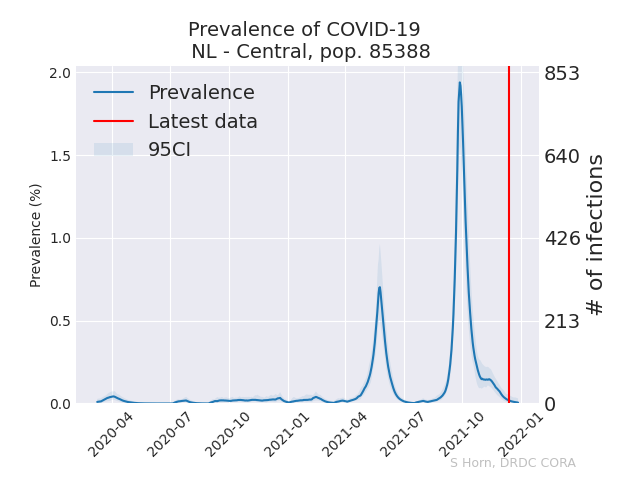 Prevalence of COVID-19
NL - Central, pop. 85388
Prevalence
Latest data
95CI
Prevalence (%)
2.0
1.5
1.0
0.5
0.0
853
640
426
213
0
# of infections
2020-04
2020-07
2020-10
2021-01
2021-04
2021-07
2021-10
2022-01
S Horn, DRDC CORA